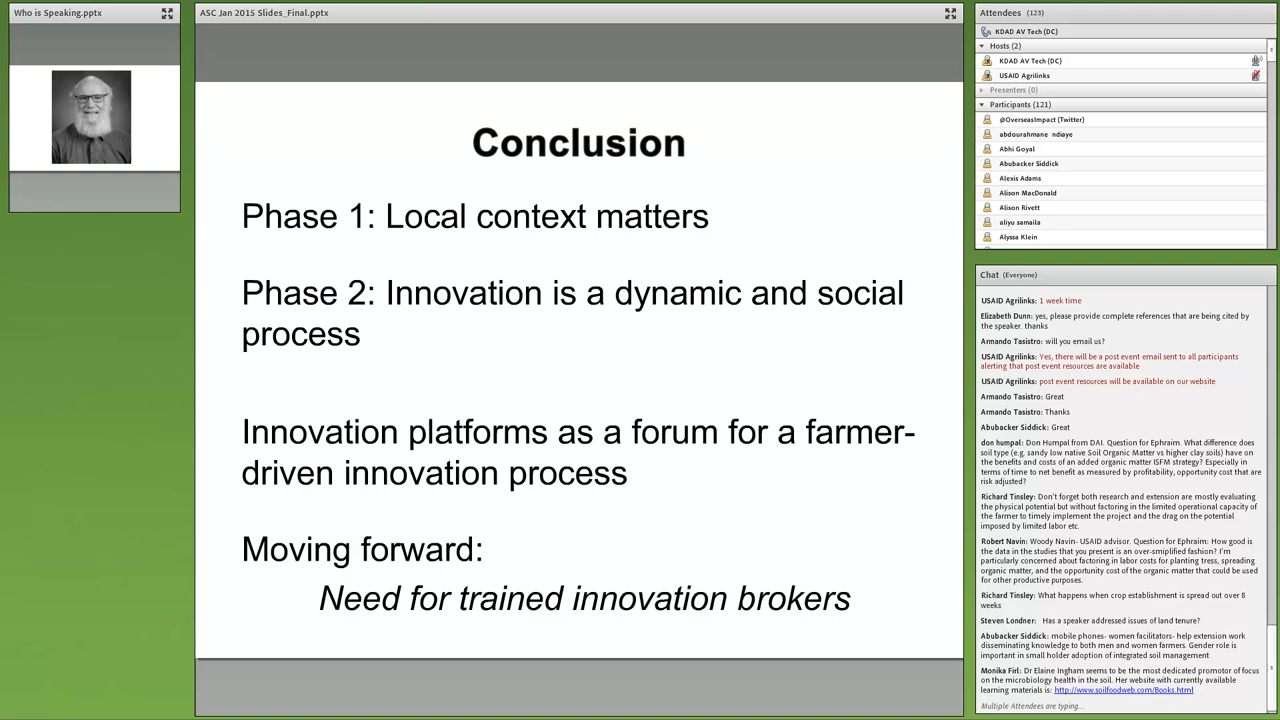 Who is Speaking.pptx
ASC Jan 2015 Slides_Final.pptx
Conclusion
Phase 1: Local context matters
Phase 2: Innovation is a dynamic and social
process
Innovation platforms as a forum for a farmer-
driven innovation process
Moving forward:
Need for trained innovation brokers
Attendees (123)
KDAD AV Tech (DC)
Hosts (2)
KDAD AV Tech (DC)
USAID Agrilinks
Presenters (0)
Participants (121)
@OverseasImpact (Twitter)
abdourahmane ndiaye
Abhi Goyal
Abubacker Siddick
Alexis Adams
Alison MacDonald
Alison Rivett
aliyu samaila
Alyssa Klein
Chat (Everyone)
USAID Agrilinks: 1 week time
Elizabeth Dunn: yes, please provide complete references that are being cited by
the speaker. thanks
Armando Tasistro: will you email us?
USAID Agrilinks: Yes, there will be a post event email sent to all participants
alerting that post event resources are available
USAID Agrilinks: post event resources will be available on our website
Armando Tasistro: Great
Armando Tasistro: Thanks
Abubacker Siddick: Great
don humpal: Don Humpal from DAI. Question for Ephraim. What difference does
soil type (e.g. sandy low native Soil Organic Matter vs higher clay soils) have on
the benefits and costs of an added organic matter ISFM strategy? Especially in
terms of time to net benefit as measured by profitability, opportunity cost that are
risk adjusted?
Richard Tinsley: Don't forget both research and extension are mostly evaluating
the physical potential but without factoring in the limited operational capacity of
the farmer to timely implement the project and the drag on the potential
imposed by limited labor etc.
Robert Navin: Woody Navin- USAID advisor. Question for Ephraim: How good is
the data in the studies that you present is an over-smiplified fashion? I'm
particularly concerned about factoring in labor costs for planting tress, spreading
organic matter, and the opportunity cost of the organic matter that could be used
for other productive purposes.
Richard Tinsley: What happens when crop establishment is spread out over 8
weeks
Steven Londner: Has a speaker addressed issues of land tenure?
Abubacker Siddick: mobile phones- women facilitators- help extension work
disseminating knowledge to both men and women farmers. Gender role is
important in small holder adoption of integrated soil management
Monika Firl: Dr Elaine Ingham seems to be the most dedicated promotor of focus
on the microbiology health in the soil. Her website with currently available
learning materials is: http://www.soilfoodweb.com/Books.html
Multiple Attendees are typing...